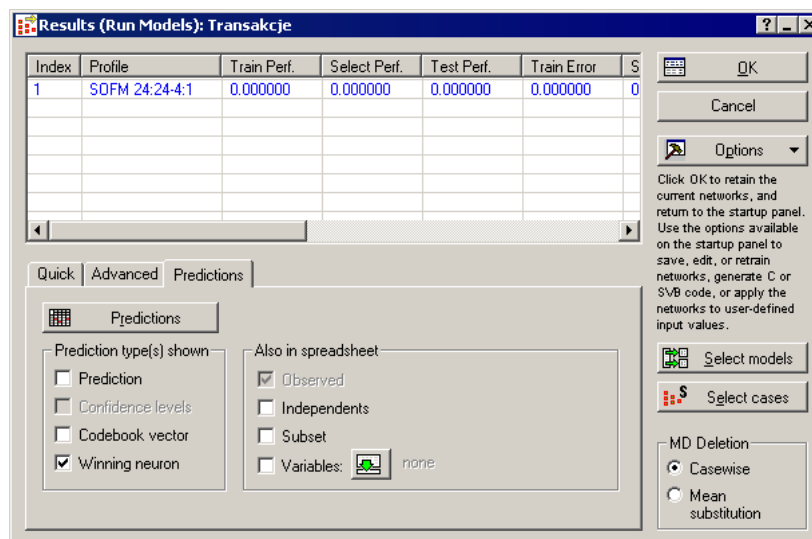 Results (Run Models): Transakcje
Index Profile Train Perf. Select Perf. Test Perf. Train Error S
1 SOFM 24:24-4:1 0.000000 0.000000 0.000000 0.000000 0
OK
Cancel
Options
Click OK to retain the
current networks, and
return to the startup panel.
Use the options available
on the startup panel to
save, edit, or retrain
networks, generate C or
SVB code, or apply the
networks to user-defined
input values.
Select models
Select cases
MD Deletion
Casewise
Mean
substitution
Quick Advanced Predictions
Predictions
Prediction type(s) shown
Prediction
Confidence levels
Codebook vector
Winning neuron
Also in spreadsheet
Observed
Independents
Subset
Variables: none